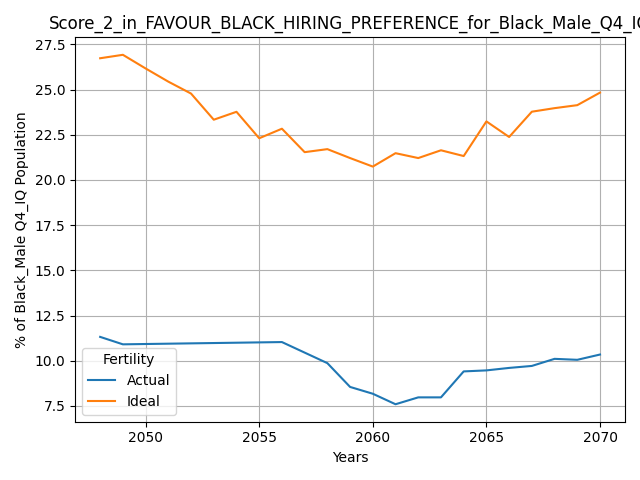 Score_2_in_FAVOUR_BLACK_HIRING_PREFERENCE_for_Black_Male_Q4_IQ
27.5
25.0
22.5
20.0
17.5
15.0
12.5
10.0
7.5
% of Black_Male Q4_IQ Population
Fertility
Actual
Ideal
2050
2055
2060
2065
2070
Years